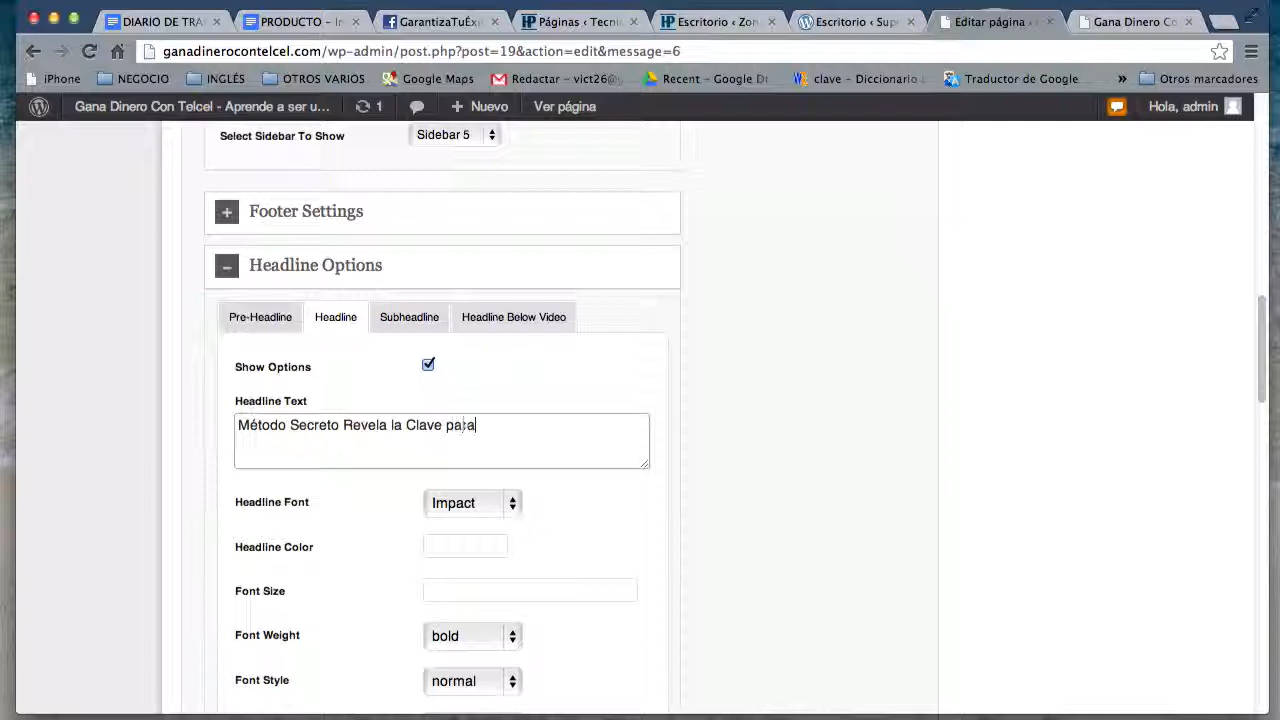 DIARIO DE TRA
PRODUCTO – In
GarantizaTuÉxi
Páginas ‹ Tecni
Escritorio ‹ Zon
Escritorio ‹ Sup
Editar página ‹
Gana Dinero Co
ganadinerocontelcel.com/wp-admin/post.php?post=19&action=edit&message=6
iPhone
NEGOCIO
INGLÉS
OTROS VARIOS
Google Maps
Redactar – vict26@g
Recent – Google Dr
clave – Diccionario
Traductor de Google
»
Otros marcadores
Gana Dinero Con Telcel - Aprende a ser u...
1
+ Nuevo
Ver página
Hola, admin
Select Sidebar To Show
Sidebar 5
+ Footer Settings
– Headline Options
Pre-Headline
Headline
Subheadline
Headline Below Video
Show Options
Headline Text
Método Secreto Revela la Clave para
Headline Font
Impact
Headline Color
Font Size
Font Weight
bold
Font Style
normal